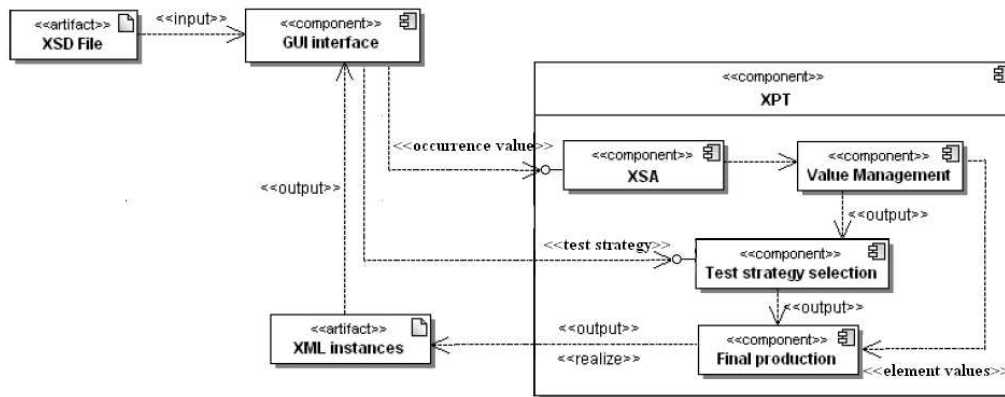 <<artifact>>
XSD File
<<input>>
<<component>>
GUI interface
<<component>>
XPT
<<occurrence value>>
<<component>>
XSA
<<component>>
Value Management
<<output>>
<<output>>
<<test strategy>>
<<component>>
Test strategy selection
<<output>>
<<artifact>>
XML instances
<<output>>
<<realize>>
<<component>>
Final production
<<element values>>